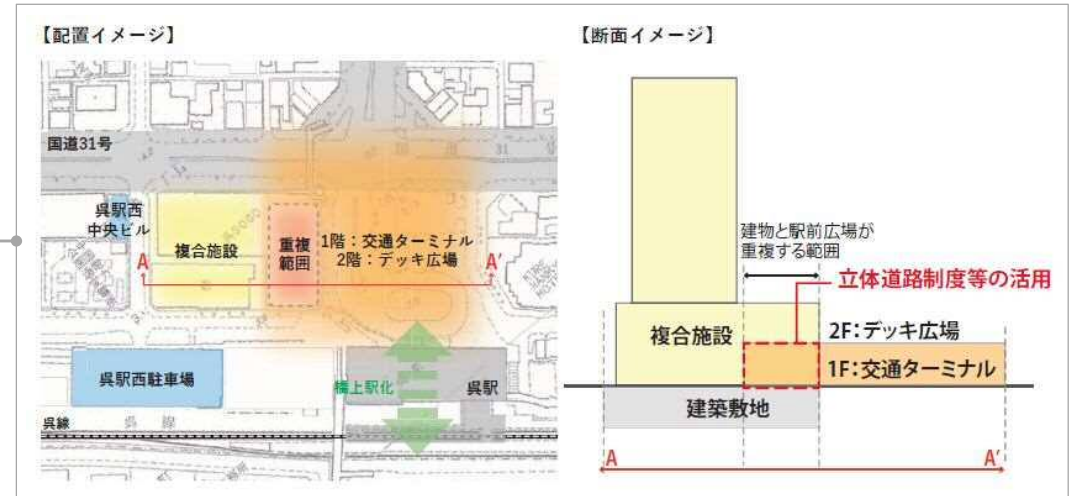 【配置イメージ】
国道31号
呉駅西
中央ビル
複合施設
重複
範囲
1階：交通ターミナル
2階：デッキ広場
A
A'
呉駅西駐車場
橋上駅化
呉駅
呉線
呉線
【断面イメージ】
建物と駅前広場が
重複する範囲
立体道路制度等の活用
複合施設
2F：デッキ広場
1F：交通ターミナル
建築敷地
A
A'